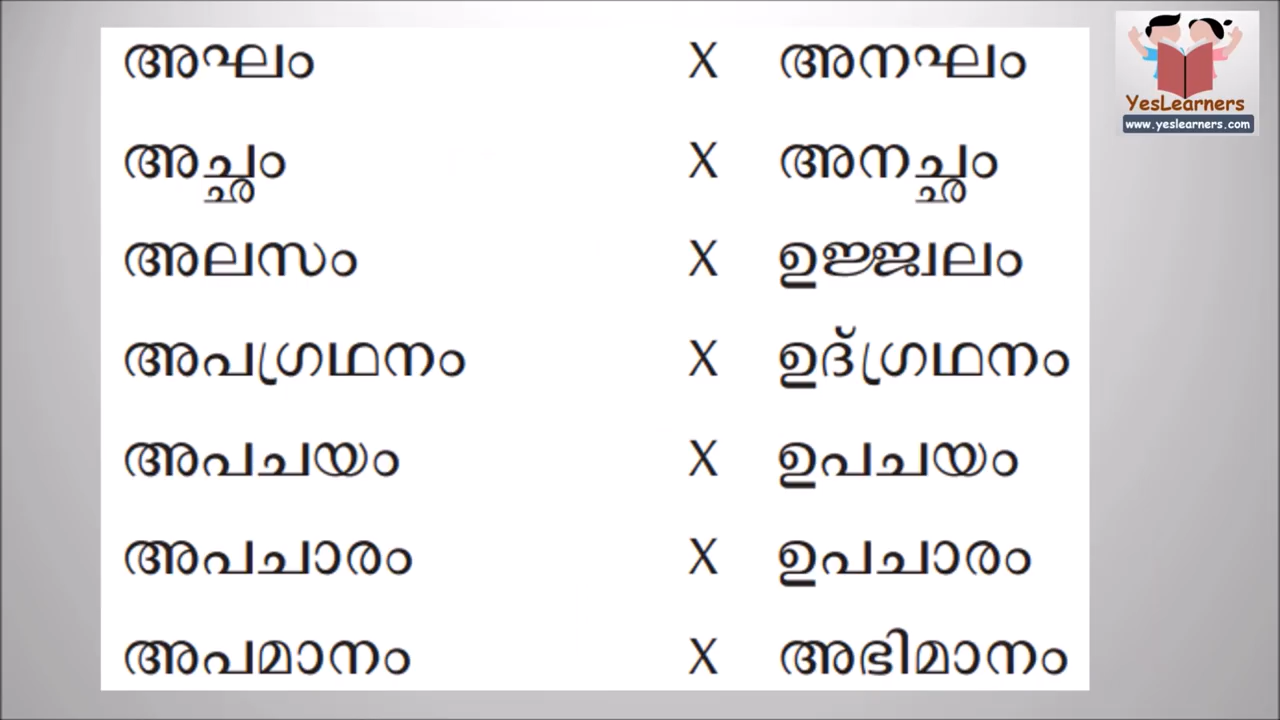 അഘം X അനഘം
അച്ഛം X അനച്ഛം
അലസം X ഉജ്ജ്വലം
അപഗ്രഥനം X ഉദ്ഗ്രഥനം
അപചയം X ഉപചയം
അപചാരം X ഉപചാരം
അപമാനം X അഭിമാനം
YesLearners
www.yeslearners.com